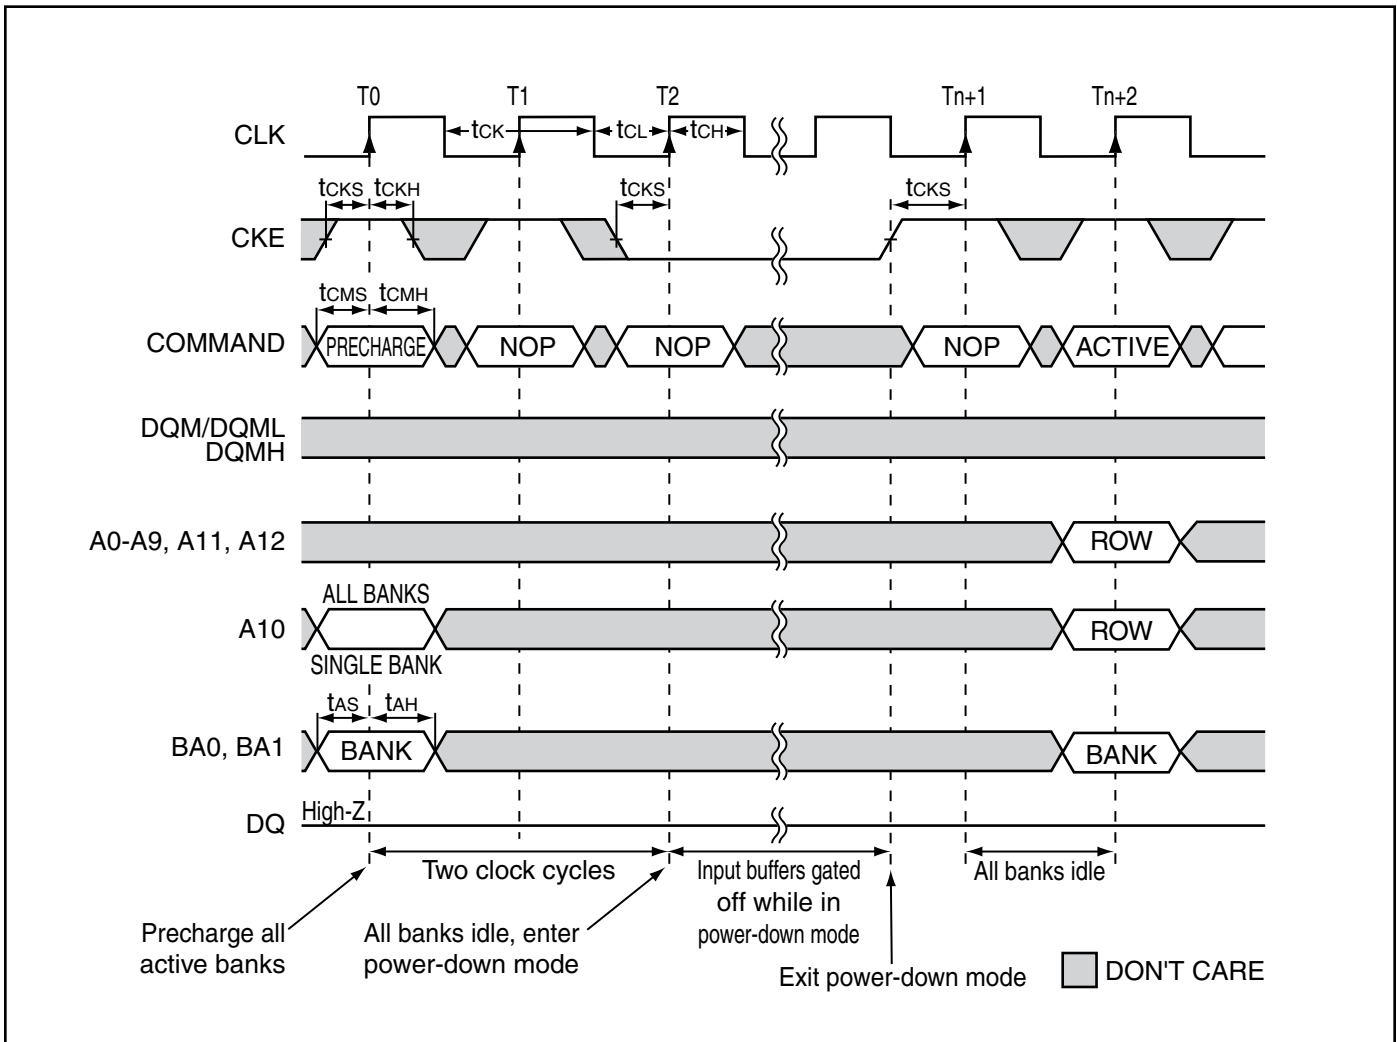 T0 T1 T2 Tn+1 Tn+2
CLK tCK tCL tCH
tCKS tCKH tCKS tCKS
CKE
tCMS tCMH
COMMAND PRECHARGE NOP NOP NOP ACTIVE
DQM/DQML
DQMH
A0-A9, A11, A12 ROW
ALL BANKS
A10 ROW
SINGLE BANK
tAS tAH
BA0, BA1 BANK BANK
High-Z
DQ
Two clock cycles
Input buffers gated
off while in
power-down mode
All banks idle
Precharge all
active banks
All banks idle, enter
power-down mode
Exit power-down mode
DON'T CARE